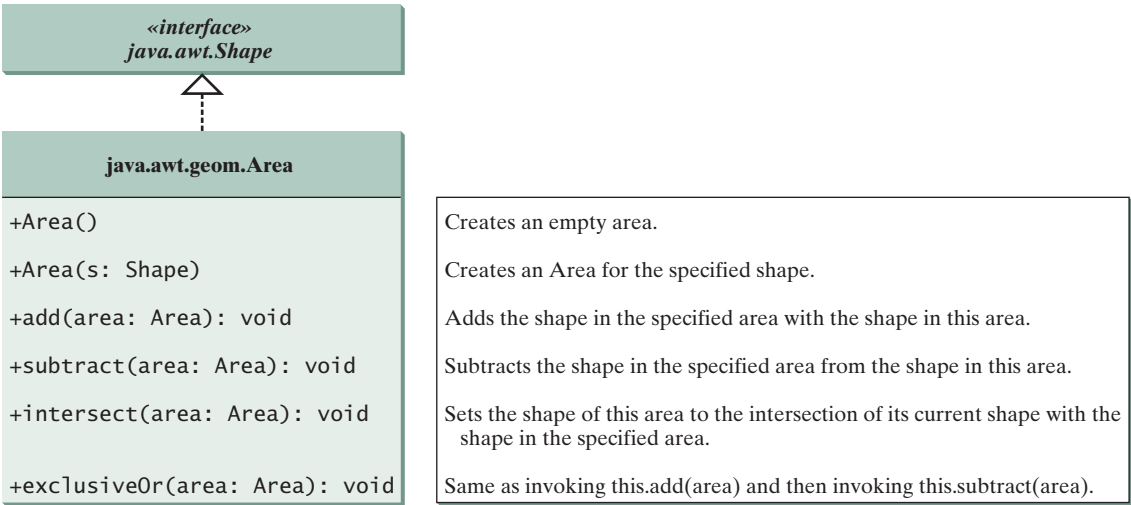 «interface»
java.awt.Shape
java.awt.geom.Area
+Area()
Creates an empty area.
+Area(s: Shape)
Creates an Area for the specified shape.
+add(area: Area): void
Adds the shape in the specified area with the shape in this area.
+subtract(area: Area): void
Subtracts the shape in the specified area from the shape in this area.
+intersect(area: Area): void
Sets the shape of this area to the intersection of its current shape with the
shape in the specified area.
+exclusiveOr(area: Area): void
Same as invoking this.add(area) and then invoking this.subtract(area).